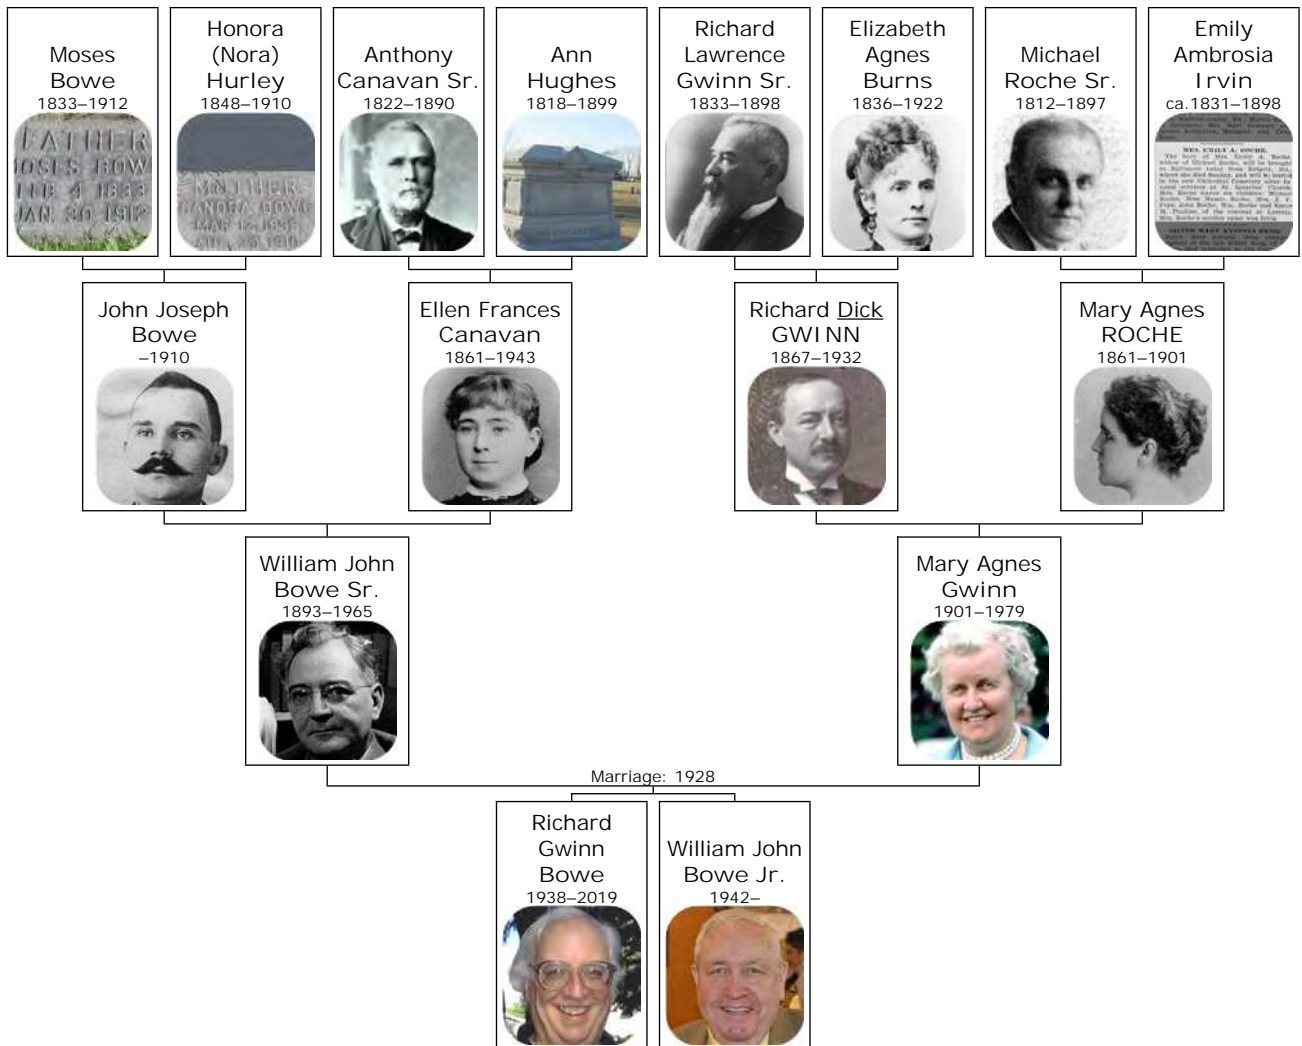 Moses
Bowe
1833–1912
FATHER
MOSES BOW
FEB 4 1833
JAN. 30 1912
Honora
(Nora)
Hurley
1848–1910
MOTHER
HANORA BOWE
Anthony
Canavan Sr.
1822–1890
Ann
Hughes
1818–1899
Richard
Lawrence
Gwinn Sr.
1833–1898
Elizabeth
Agnes
Burns
1836–1922
Michael
Roche Sr.
1812–1897
Emily
Ambrosia
Irvin
ca.1831–1898
MRS. EMILY A. ROCHE.
John Joseph
Bowe
–1910
Ellen Frances
Canavan
1861–1943
Richard Dick
GWINN
1867–1932
Mary Agnes
ROCHE
1861–1901
William John
Bowe Sr.
1893–1965
Mary Agnes
Gwinn
1901–1979
Marriage: 1928
Richard
Gwinn
Bowe
1938–2019
William John
Bowe Jr.
1942–